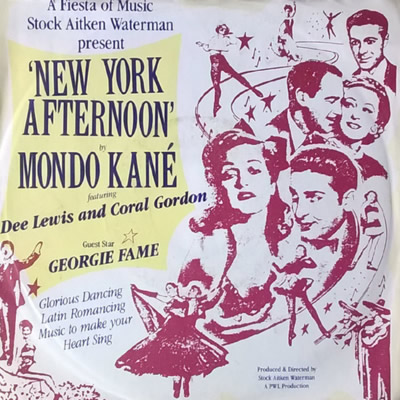 A Fiesta of Music
Stock Aitken Waterman
present
'NEW YORK
AFTERNOON'
by
MONDO KANÉ
featuring
Dee Lewis and Coral Gordon
Guest Star
GEORGIE FAME
Glorious Dancing
Latin Romancing
Music to make your
Heart Sing
Produced & Directed by
Stock Aitken Waterman
A PWL Production